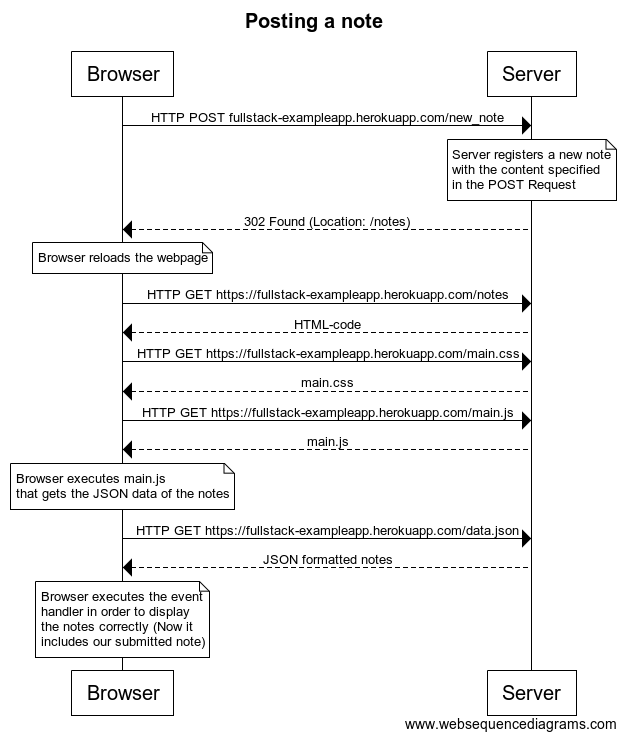 Posting a note
Browser
Server
HTTP POST fullstack-exampleapp.herokuapp.com/new_note
Server registers a new note
with the content specified
in the POST Request
302 Found (Location: /notes)
Browser reloads the webpage
HTTP GET https://fullstack-exampleapp.herokuapp.com/notes
HTML-code
HTTP GET https://fullstack-exampleapp.herokuapp.com/main.css
main.css
HTTP GET https://fullstack-exampleapp.herokuapp.com/main.js
main.js
Browser executes main.js
that gets the JSON data of the notes
HTTP GET https://fullstack-exampleapp.herokuapp.com/data.json
JSON formatted notes
Browser executes the event
handler in order to display
the notes correctly (Now it
includes our submitted note)
Browser
Server
www.websequencediagrams.com